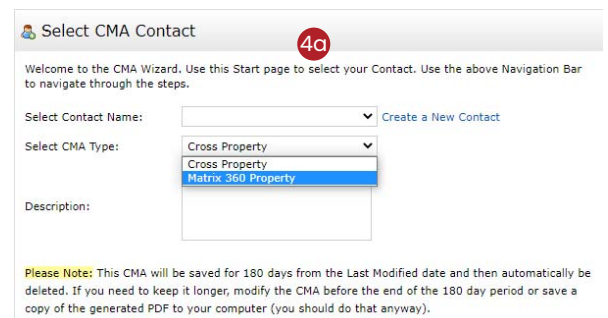 Select CMA Contact
4a
Welcome to the CMA Wizard. Use this Start page to select your Contact. Use the above Navigation Bar
to navigate through the steps.
Select Contact Name: Create a New Contact
Select CMA Type: Cross Property
Cross Property
Matrix 360 Property
Description:
Please Note: This CMA will be saved for 180 days from the Last Modified date and then automatically be
deleted. If you need to keep it longer, modify the CMA before the end of the 180 day period or save a
copy of the generated PDF to your computer (you should do that anyway).